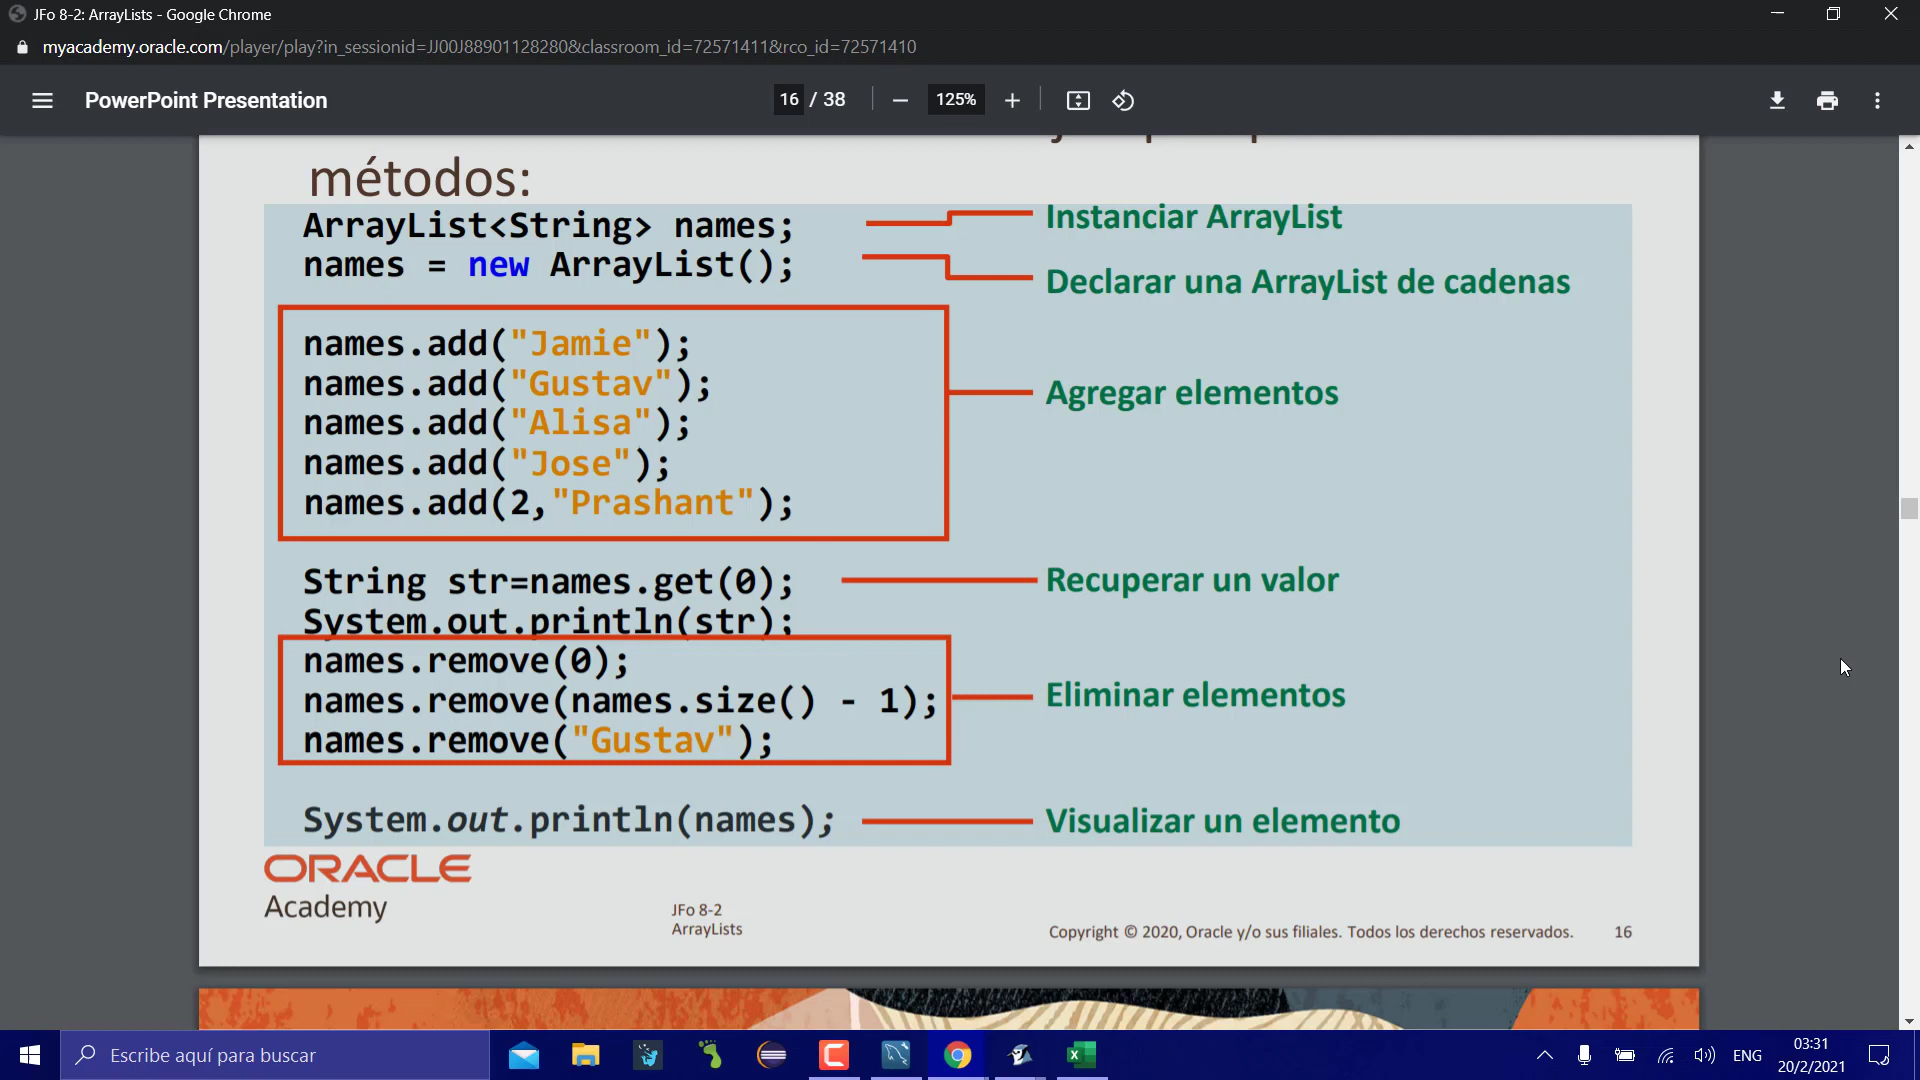 JFo 8-2: ArrayLists - Google Chrome
myacademy.oracle.com/player/play?in_sessionid=JJ00J88901128280&classroom_id=72571411&rco_id=72571410
PowerPoint Presentation
16 / 38
125%
métodos:
ArrayList<String> names;
Instanciar ArrayList
names = new ArrayList();
Declarar una ArrayList de cadenas
names.add("Jamie");
names.add("Gustav");
Agregar elementos
names.add("Alisa");
names.add("Jose");
names.add(2,"Prashant");
String str=names.get(0);
Recuperar un valor
System.out.println(str);
names.remove(0);
names.remove(names.size() - 1);
Eliminar elementos
names.remove("Gustav");
System.out.println(names);
Visualizar un elemento
ORACLE
Academy
JFo 8-2
ArrayLists
Copyright © 2020, Oracle y/o sus filiales. Todos los derechos reservados.
16
Escribe aquí para buscar
ENG
03:31
20/2/2021